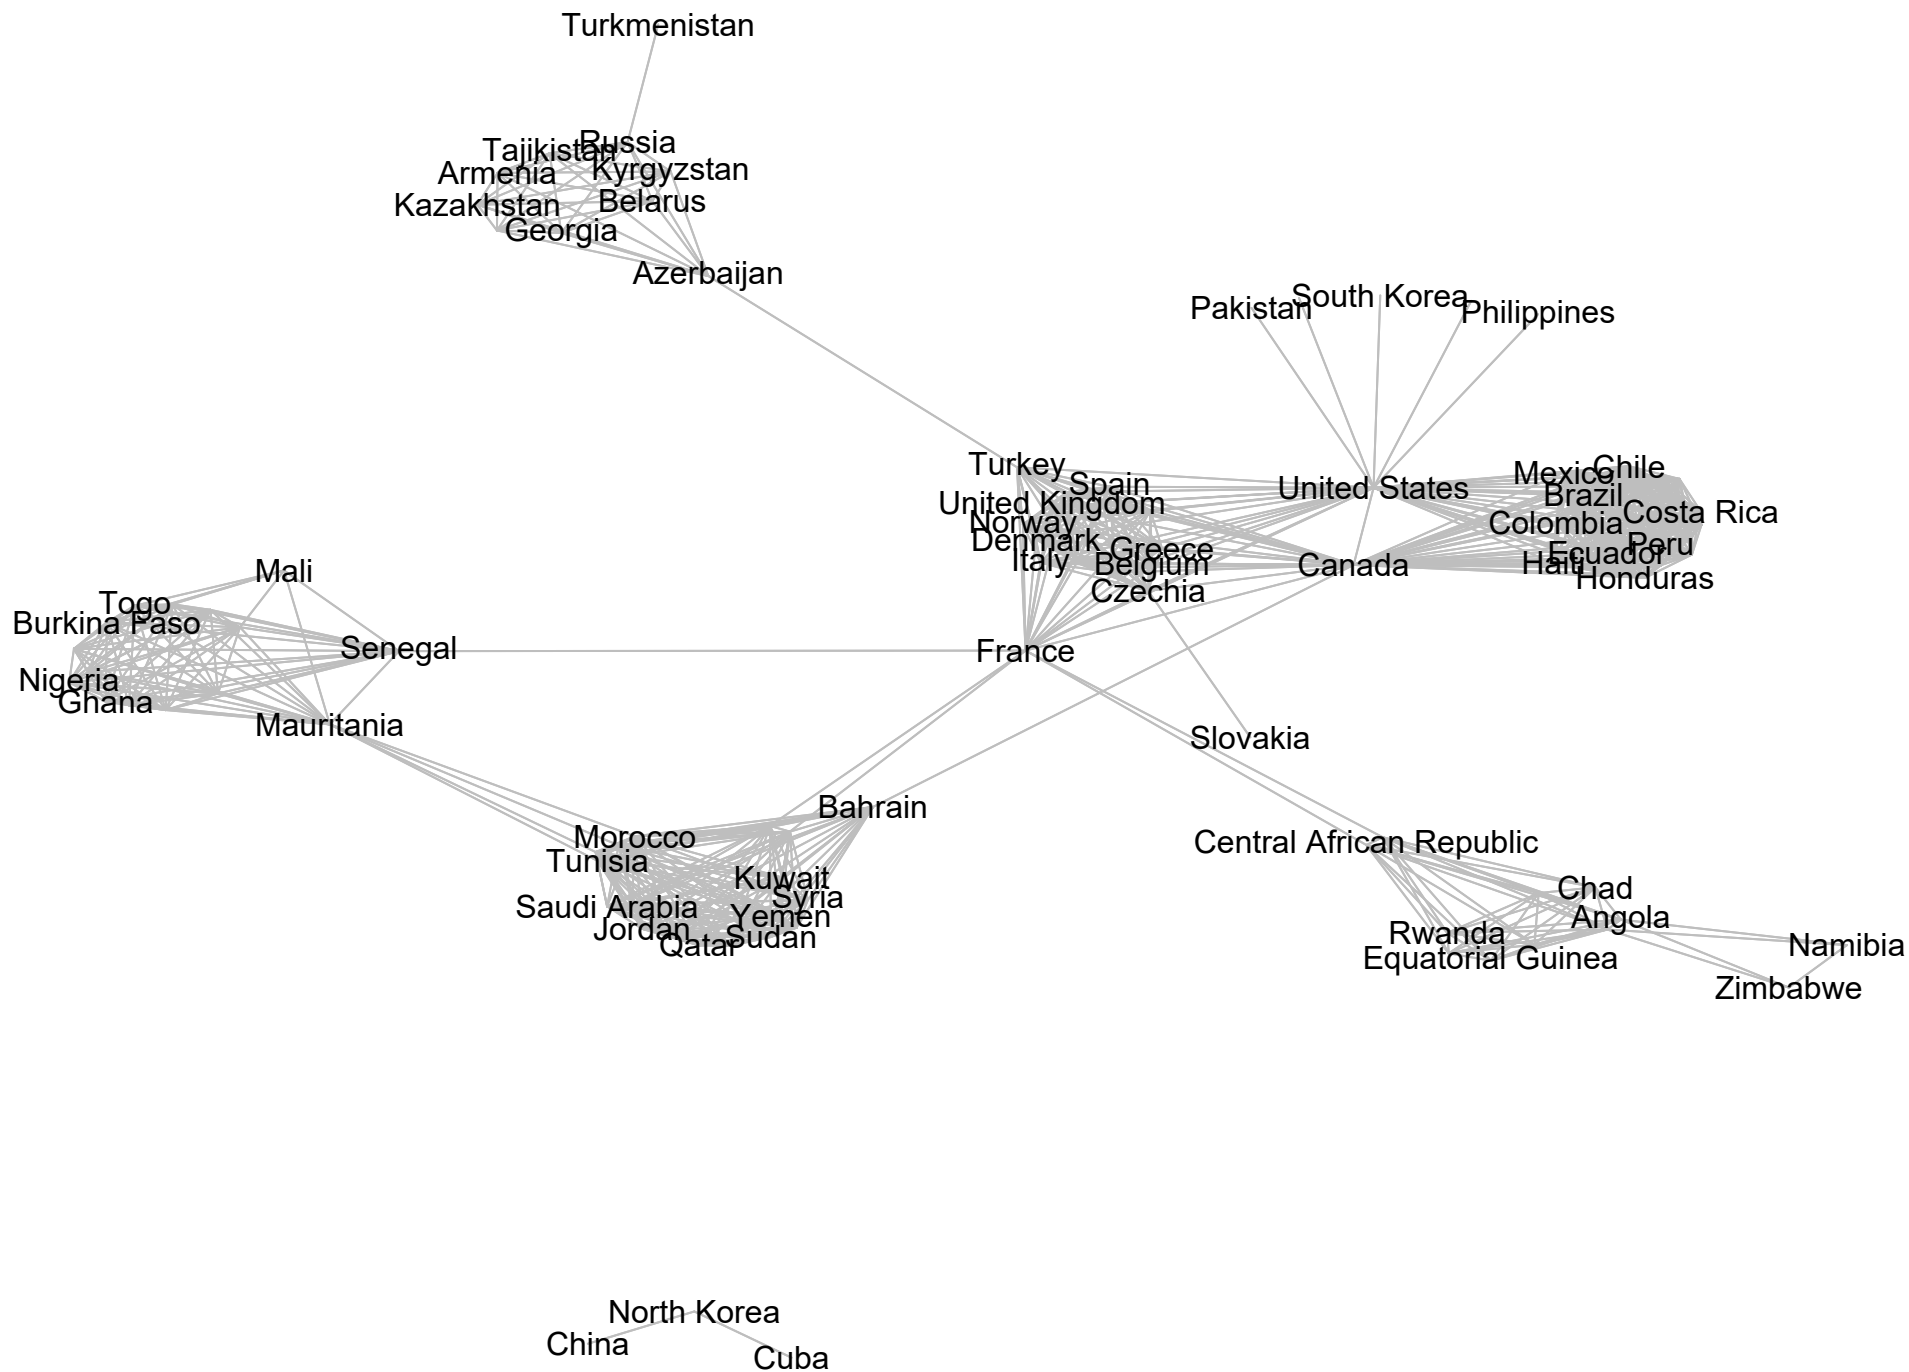 Turkmenistan
Russia
Tajikistan
Kyrgyzstan
Armenia
Belarus
Kazakhstan
Georgia
Azerbaijan
South Korea
Pakistan
Philippines
Turkey
Spain
United Kingdom
Norway
Denmark
Italy
Greece
Belgium
Czechia
United States
Canada
Chile
Mexico
Brazil
Costa Rica
Colombia
Peru
Ecuador
Haiti
Honduras
Mali
Togo
Burkina Faso
Senegal
Nigeria
Ghana
Mauritania
France
Slovakia
Bahrain
Morocco
Tunisia
Kuwait
Syria
Saudi Arabia
Yemen
Jordan
Sudan
Qatar
Central African Republic
Chad
Angola
Rwanda
Equatorial Guinea
Namibia
Zimbabwe
North Korea
China
Cuba